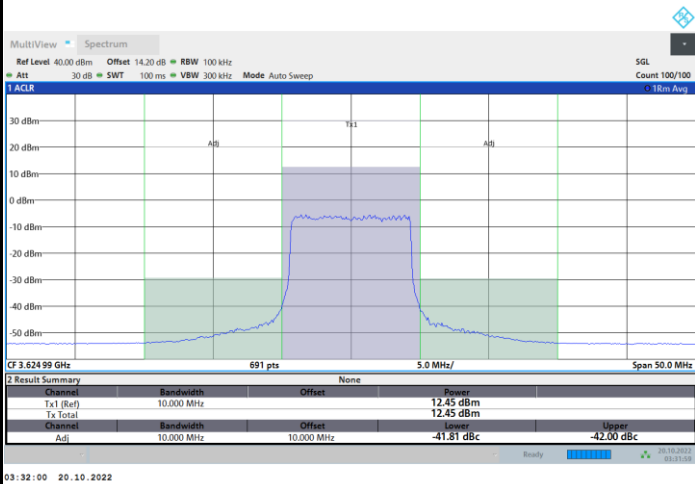 MultiView Spectrum
Ref Level 40.00 dBm Offset 14.20 dB RBW 100 kHz SGL
Att 30 dB SWT 100 ms VBW 300 kHz Mode Auto Sweep Count 100/100
1 ACLR 1Rm Avg
30 dBm
Tx1
20 dBm
Adj Adj
10 dBm
0 dBm
-10 dBm
-20 dBm
-30 dBm
-40 dBm
-50 dBm
CF 3.624 99 GHz 691 pts 5.0 MHz/ Span 50.0 MHz
2 Result Summary None
Channel Bandwidth Offset Power
Tx1 (Ref) 10.000 MHz 12.45 dBm
Tx Total 12.45 dBm
Channel Bandwidth Offset Lower Upper
Adj 10.000 MHz 10.000 MHz -41.81 dBc -42.00 dBc
Ready 20.10.2022
03:31:58
03:32:00 20.10.2022